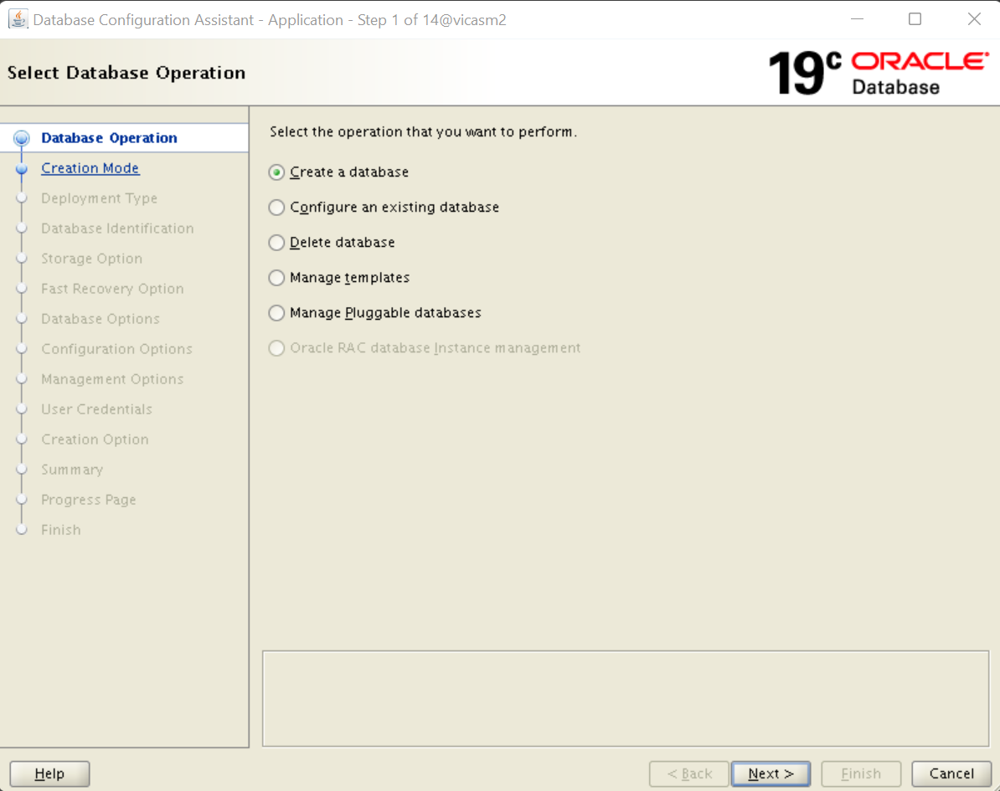 Database Configuration Assistant - Application - Step 1 of 14@vicasm2
Select Database Operation
19c ORACLE
Database
Database Operation
Creation Mode
Deployment Type
Database Identification
Storage Option
Fast Recovery Option
Database Options
Configuration Options
Management Options
User Credentials
Creation Option
Summary
Progress Page
Finish
Select the operation that you want to perform.
Create a database
Configure an existing database
Delete database
Manage templates
Manage Pluggable databases
Oracle RAC database Instance management
Help
< Back
Next >
Finish
Cancel